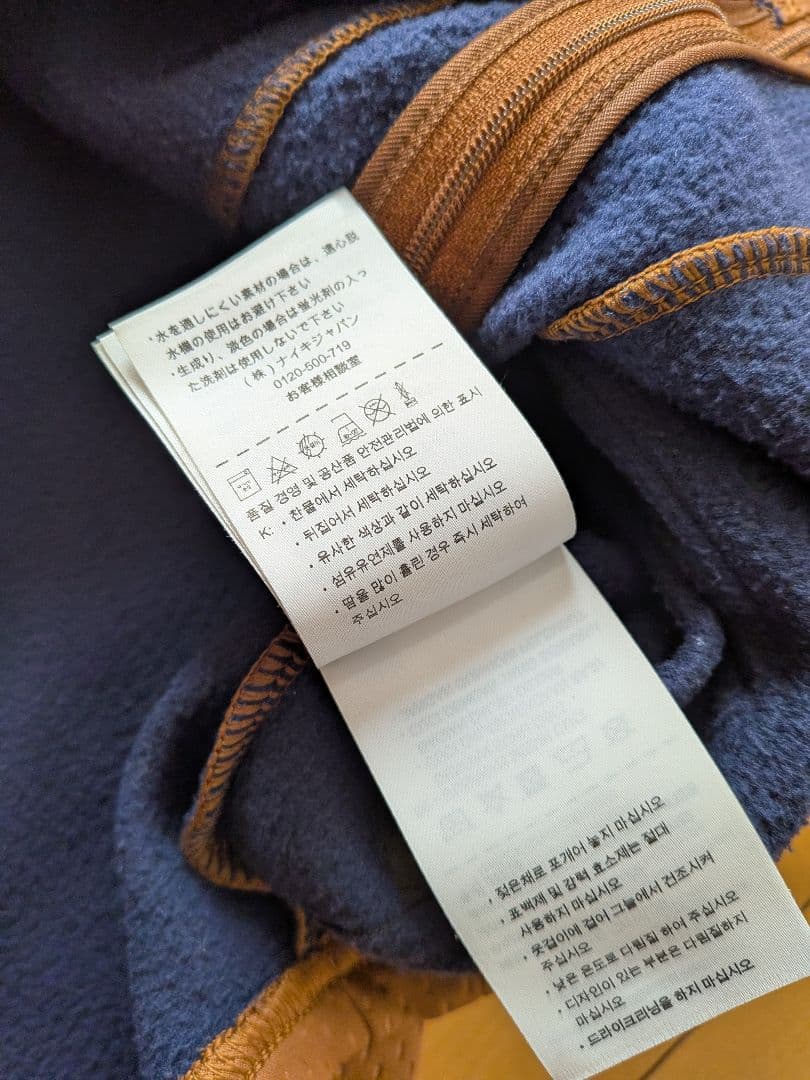 ・水を通しにくい素材の場合は、遠心脱
水機の使用はお避け下さい
・生成り、淡色の場合は蛍光剤の入っ
た洗剤は使用しないで下さい
(株)ナイキジャパン
0120-500-719
お客様相談室
품질 경영 및 공산품 안전관리법에 의한 표시
K: ・찬물에서 세탁하십시오
・뒤집어서 세탁하십시오
・유사한 색상과 같이 세탁하십시오
・섬유유연제를 사용하지 마십시오
・땀을 많이 흘린 경우 즉시 세탁하여
주십시오
・젖은채로 포개어 놓지 마십시오
・표백제 및 강력 효소제는 절대
사용하지 마십시오
・옷걸이에 걸어 그늘에서 건조시켜
주십시오
・낮은 온도로 다림질 하여 주십시오
・디자인이 있는 부분은 다림질하지
마십시오
・드라이크리닝을 하지 마십시오